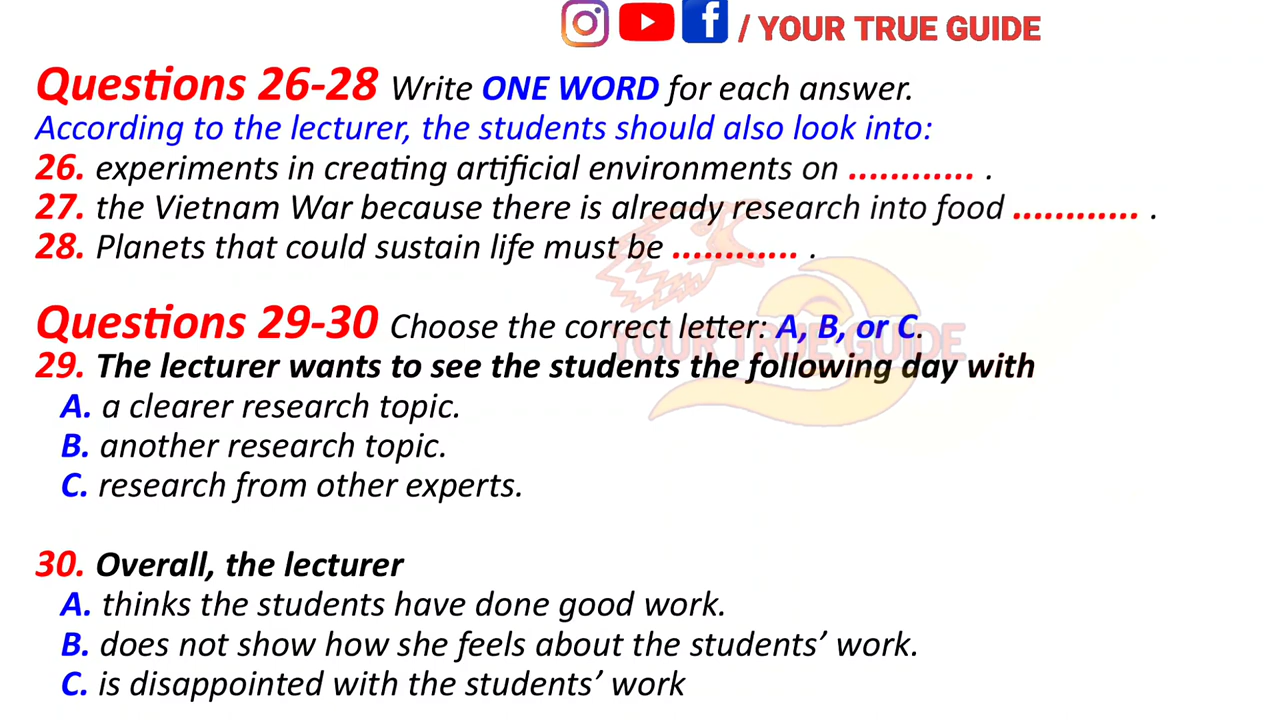 / YOUR TRUE GUIDE
Questions 26-28 Write ONE WORD for each answer.
According to the lecturer, the students should also look into:
26. experiments in creating artificial environments on ............. .
27. the Vietnam War because there is already research into food ............. .
28. Planets that could sustain life must be ............. .
Questions 29-30 Choose the correct letter: A, B, or C.
YOUR TRUE GUIDE
29. The lecturer wants to see the students the following day with
A. a clearer research topic.
B. another research topic.
C. research from other experts.
30. Overall, the lecturer
A. thinks the students have done good work.
B. does not show how she feels about the students’ work.
C. is disappointed with the students’ work